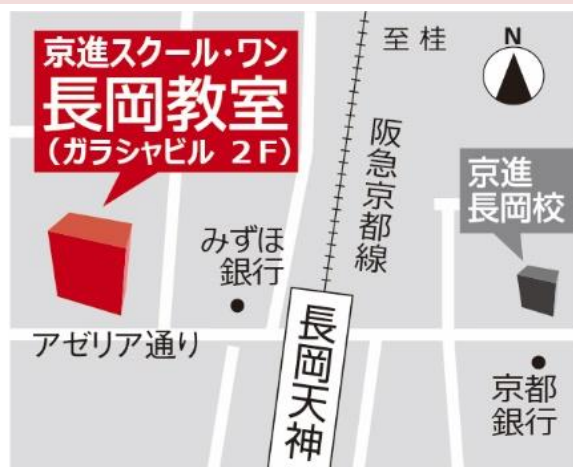 京進スクール・ワン
長岡教室
(ガラシャビル 2F)
至 桂
N
阪急京都線
京進
長岡校
みずほ
銀行
アゼリア通り
長岡天神
京都
銀行